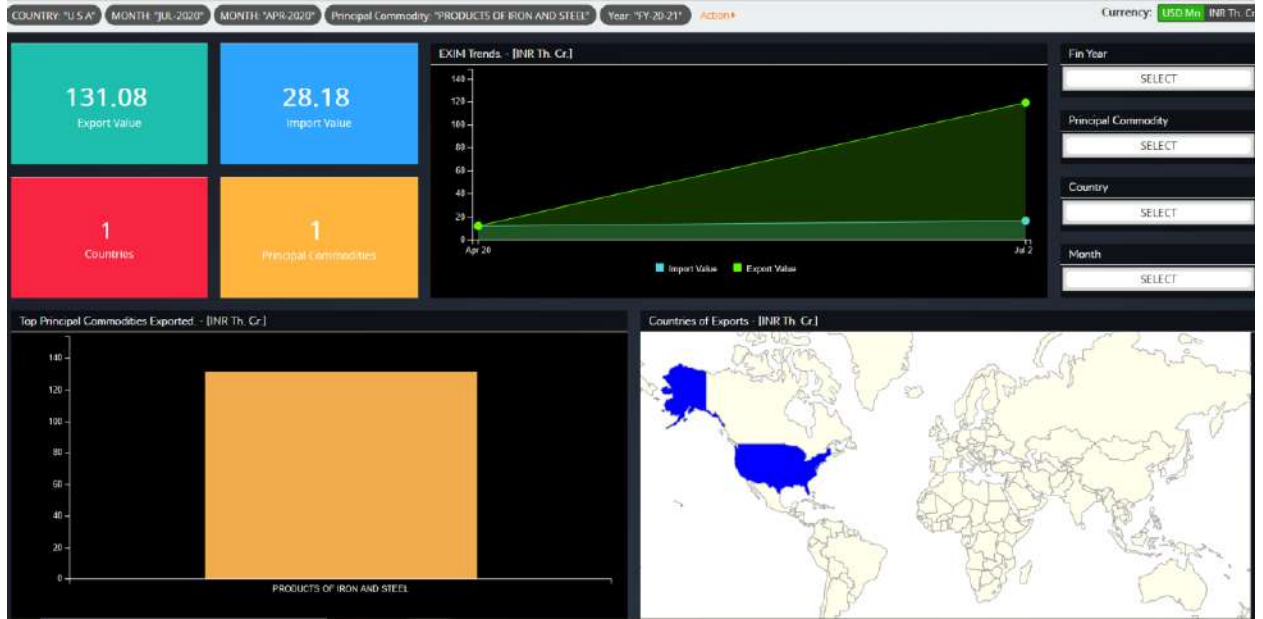 COUNTRY: "U S A" MONTH: "JUL-2020" MONTH: "APR-2020" Principal Commodity: "PRODUCTS OF IRON AND STEEL" Year: "FY-20-21" Action Currency: USD Mn INR Th. Cr
131.08
Export Value
28.18
Import Value
1
Countries
1
Principal Commodities
EXIM Trends. - [INR Th. Cr.]
140
120
100
80
60
40
20
0
Apr 20 Jul 2
Import Value Export Value
Fin Year
SELECT
Principal Commodity
SELECT
Country
SELECT
Month
SELECT
Top Principal Commodities Exported. - [INR Th. Cr.]
140
120
100
80
60
40
20
0
PRODUCTS OF IRON AND STEEL
Countries of Exports - [INR Th. Cr.]